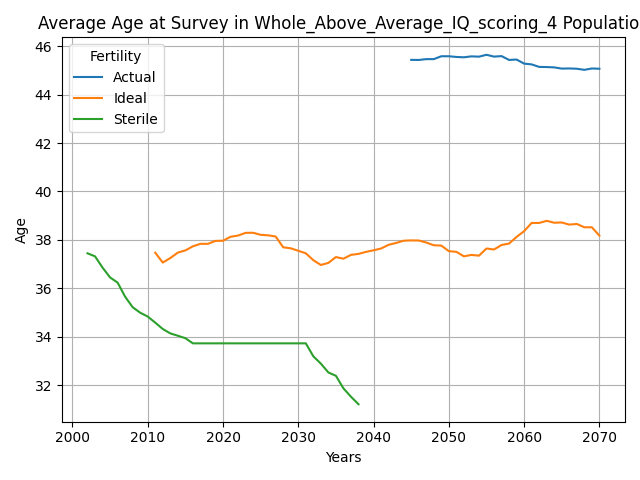 Average Age at Survey in Whole_Above_Average_IQ_scoring_4 Populatio
Fertility
Actual
Ideal
Sterile
46
44
42
40
38
36
34
32
Age
2000 2010 2020 2030 2040 2050 2060 2070
Years